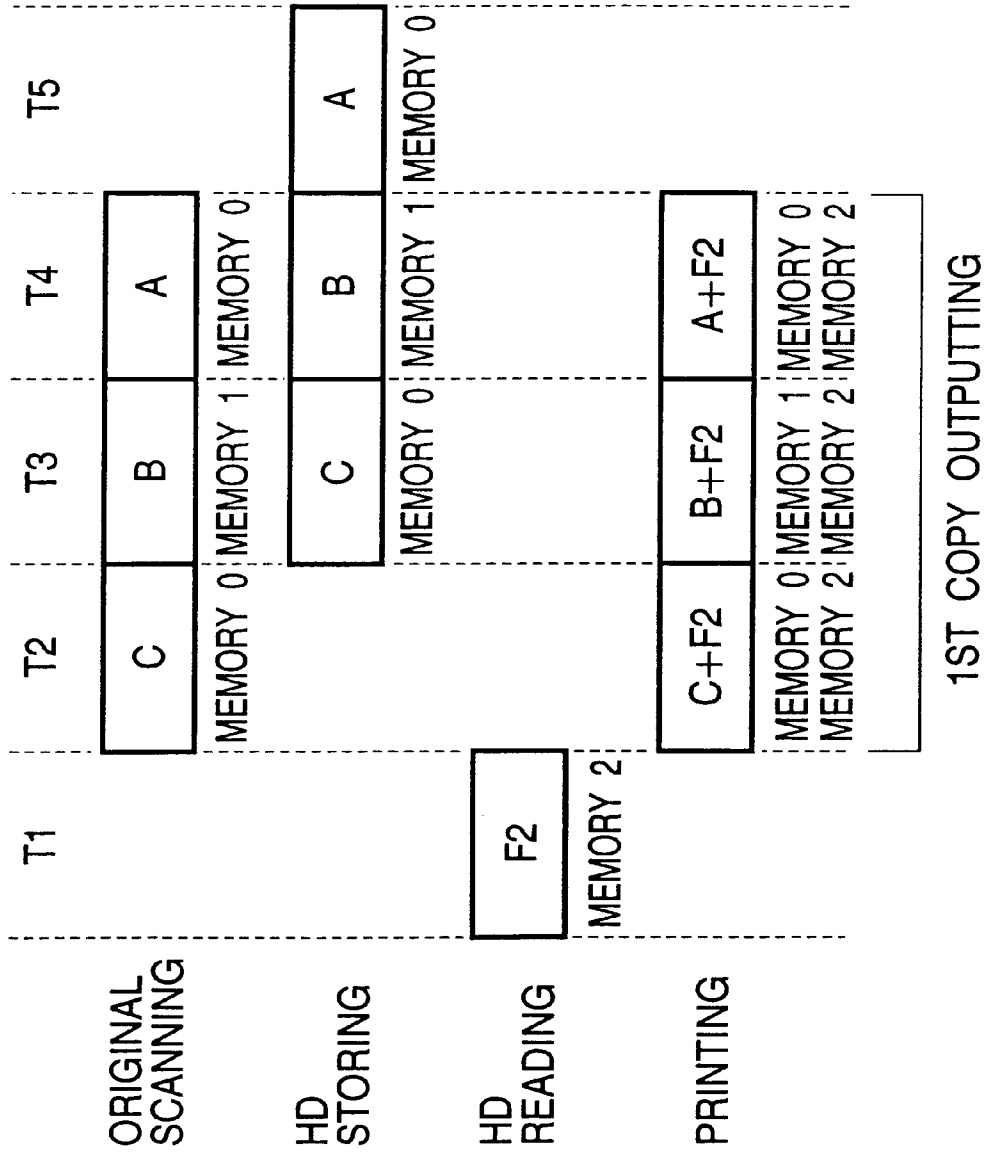 T1 T2 T3 T4 T5
ORIGINAL
SCANNING
C B A
MEMORY 0 MEMORY 1 MEMORY 0
HD
STORING
C B A
MEMORY 0 MEMORY 1 MEMORY 0
HD
READING
F2
MEMORY 2
PRINTING
C+F2 B+F2 A+F2
MEMORY 0 MEMORY 1 MEMORY 0
MEMORY 2 MEMORY 2 MEMORY 2
1ST COPY OUTPUTTING